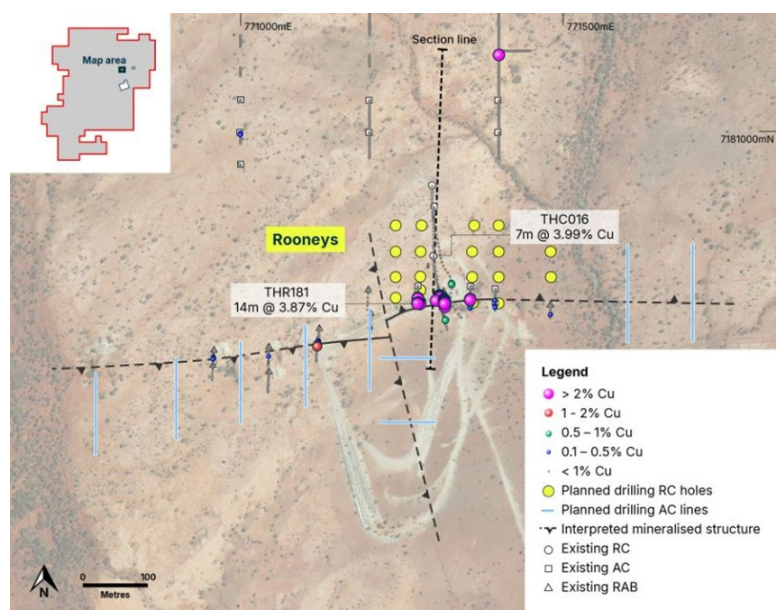 771000mE
771500mE
Section line
Map area
7181000mN
THC016
7m @ 3.99% Cu
Rooneys
THR181
14m @ 3.87% Cu
Legend
> 2% Cu
1 - 2% Cu
0.5 – 1% Cu
0.1 – 0.5% Cu
< 1% Cu
Planned drilling RC holes
Planned drilling AC lines
Interpreted mineralised structure
Existing RC
Existing AC
Existing RAB
N
0
100
Metres